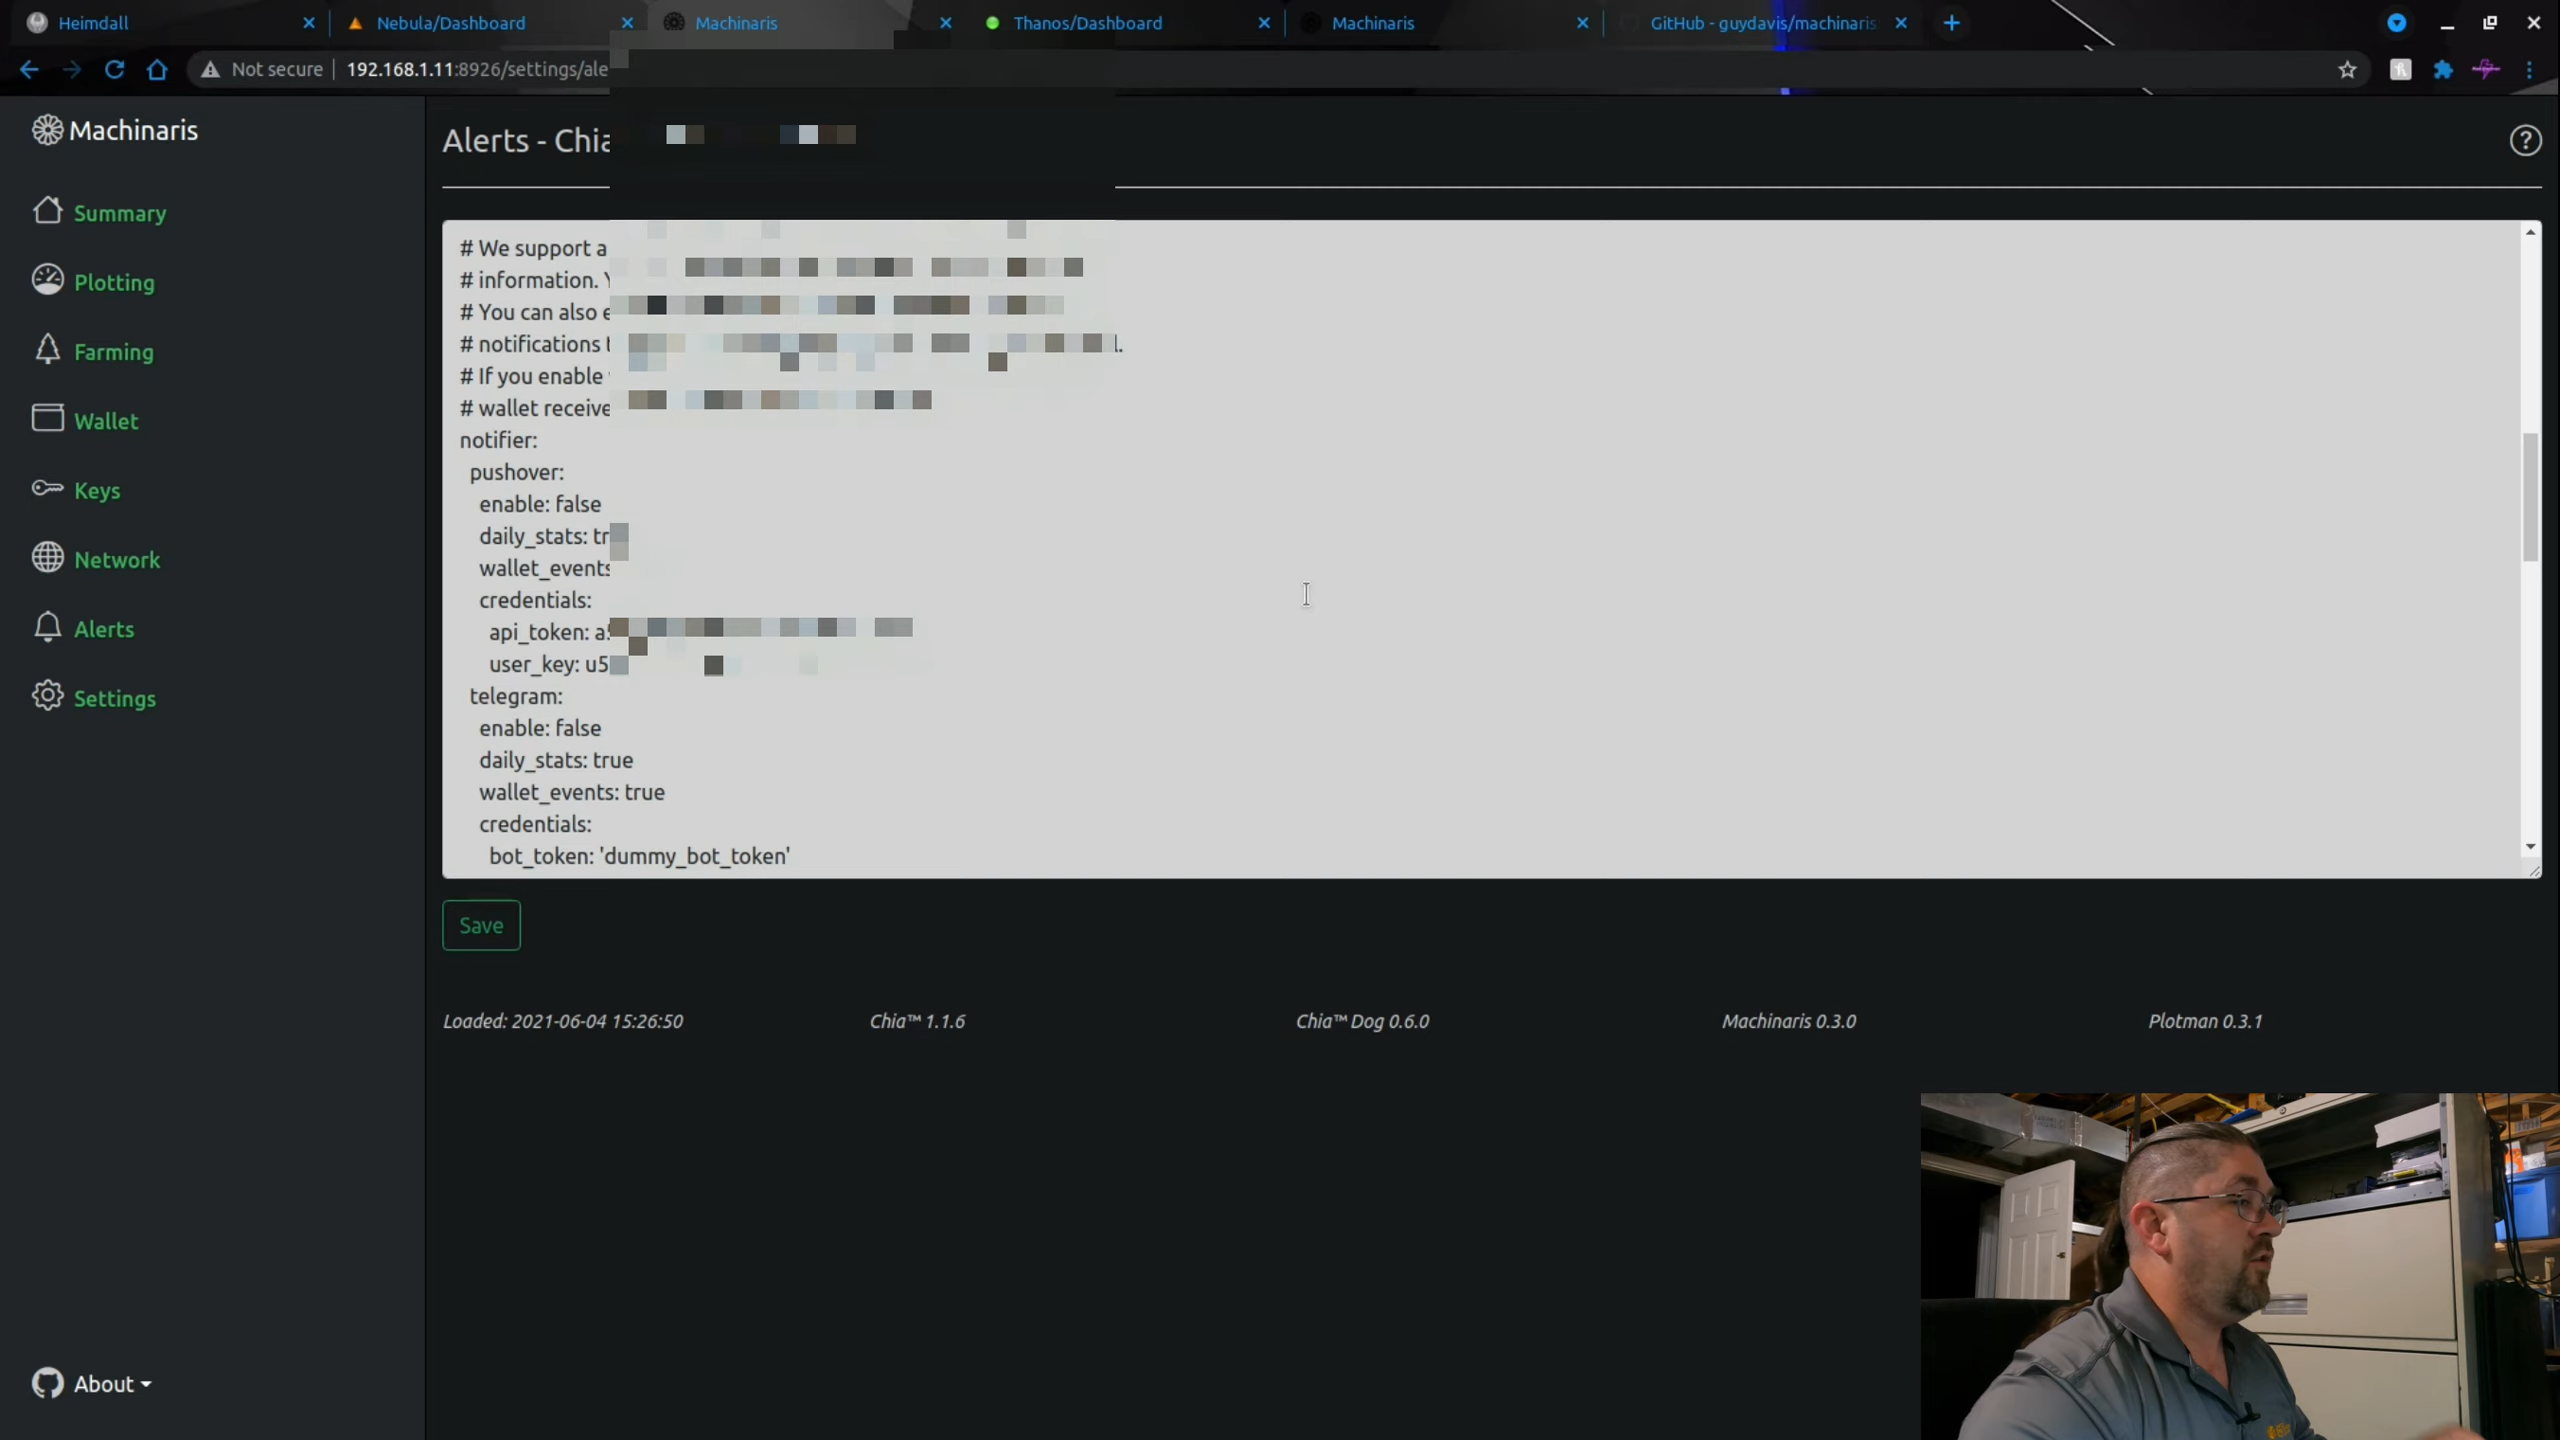 Heimdall
Nebula/Dashboard
Machinaris
Thanos/Dashboard
Machinaris
GitHub - guydavis/machinaris
Not secure
192.168.1.11:8926/settings/ale
Machinaris
Summary
Plotting
Farming
Wallet
Keys
Network
Alerts
Settings
About
Alerts - Chia
# We support a
# information.
# You can also e
# notifications t
# If you enable
# wallet receive
notifier:
pushover:
enable: false
daily_stats: tr
wallet_events
credentials:
api_token:
user_key: u5
telegram:
enable: false
daily_stats: true
wallet_events: true
credentials:
bot_token: 'dummy_bot_token'
Save
Loaded: 2021-06-04 15:26:50
Chia™ 1.1.6
Chia™ Dog 0.6.0
Machinaris 0.3.0
Plotman 0.3.1